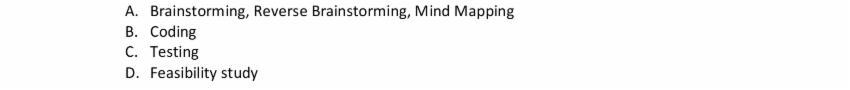 A. Brainstorming, Reverse Brainstorming, Mind Mapping
B. Coding
C. Testing
D. Feasibility study